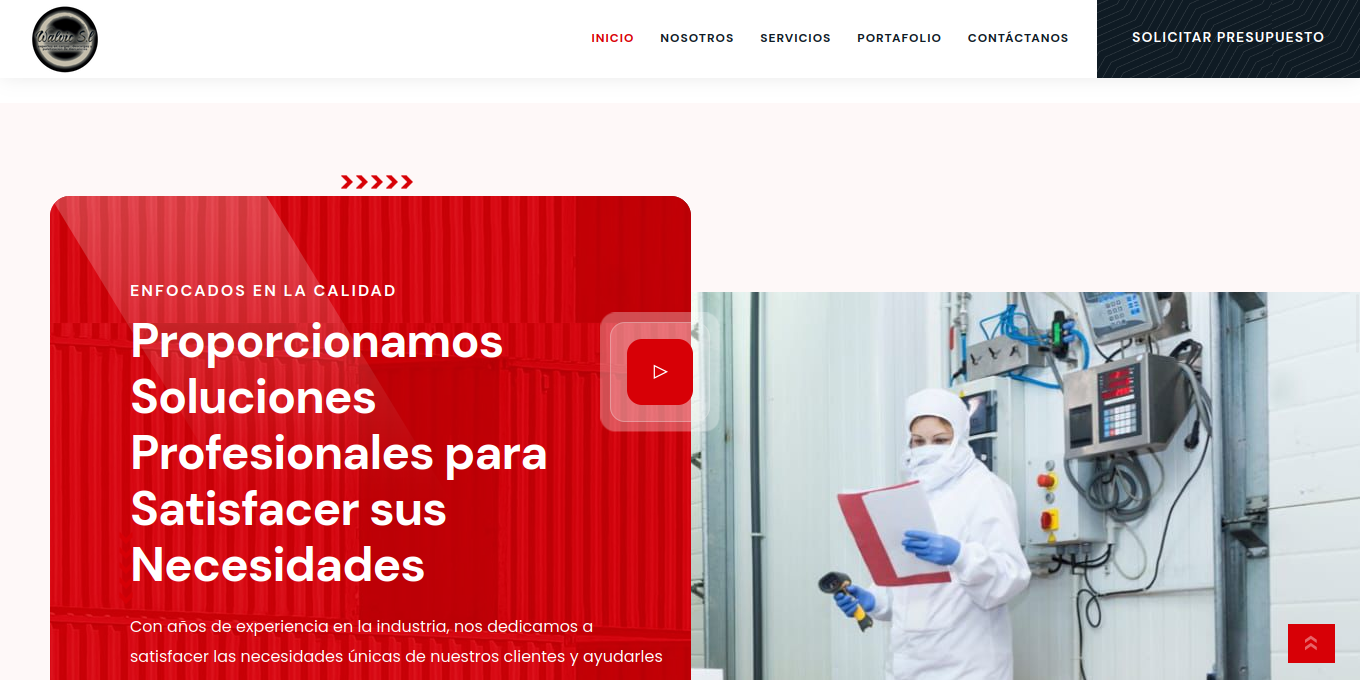 INICIO
NOSOTROS
SERVICIOS
PORTAFOLIO
CONTÁCTANOS
SOLICITAR PRESUPUESTO
ENFOCADOS EN LA CALIDAD
Proporcionamos
Soluciones
Profesionales para
Satisfacer sus
Necesidades
Con años de experiencia en la industria, nos dedicamos a
satisfacer las necesidades únicas de nuestros clientes y ayudarles